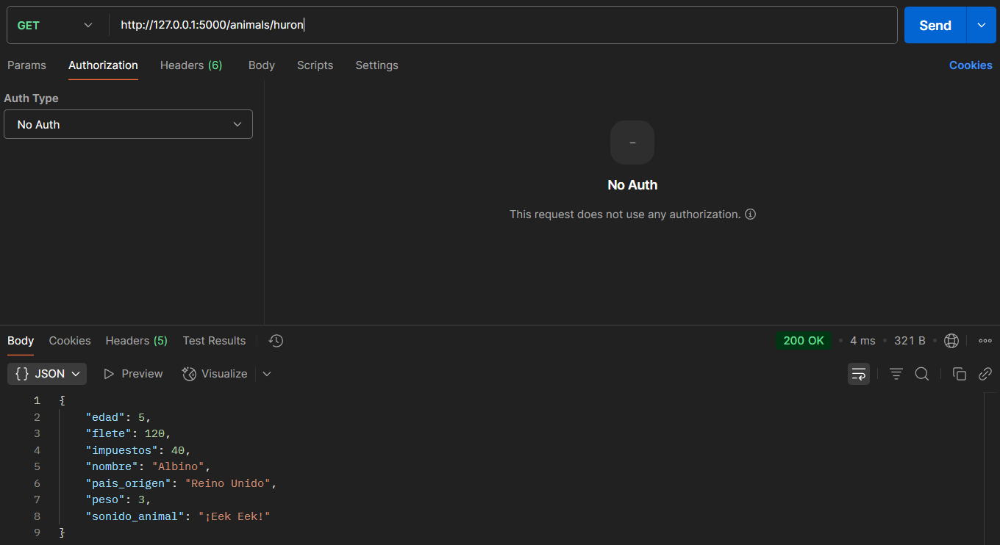 GET http://127.0.0.1:5000/animals/huron Send
Params Authorization Headers (6) Body Scripts Settings Cookies
Auth Type
No Auth
-
No Auth
This request does not use any authorization.
Body Cookies Headers (5) Test Results 200 OK • 4 ms • 321 B •
{} JSON Preview Visualize
1 {
2 "edad": 5,
3 "flete": 120,
4 "impuestos": 40,
5 "nombre": "Albino",
6 "pais_origen": "Reino Unido",
7 "peso": 3,
8 "sonido_animal": "¡Eek Eek!"
9 }